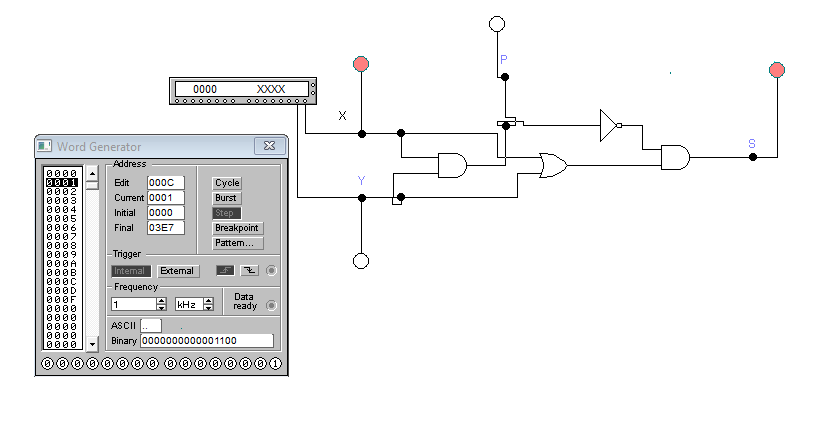 P
0000 XXXX
X
S
Y
Word Generator
Address
0000
0001
0002
0003
0004
0005
0006
0007
0008
0009
000A
000B
000C
000D
000F
0000
0000
0000
0000
0000
Edit 000C
Current 0001
Initial 0000
Final 03E7
Cycle
Burst
Step
Breakpoint
Pattern...
Trigger
Internal External
Frequency
1 kHz
Data
ready
ASCII ..
Binary 0000000000001100
0 0 0 0 0 0 0 0 0 0 0 0 0 0 0 1